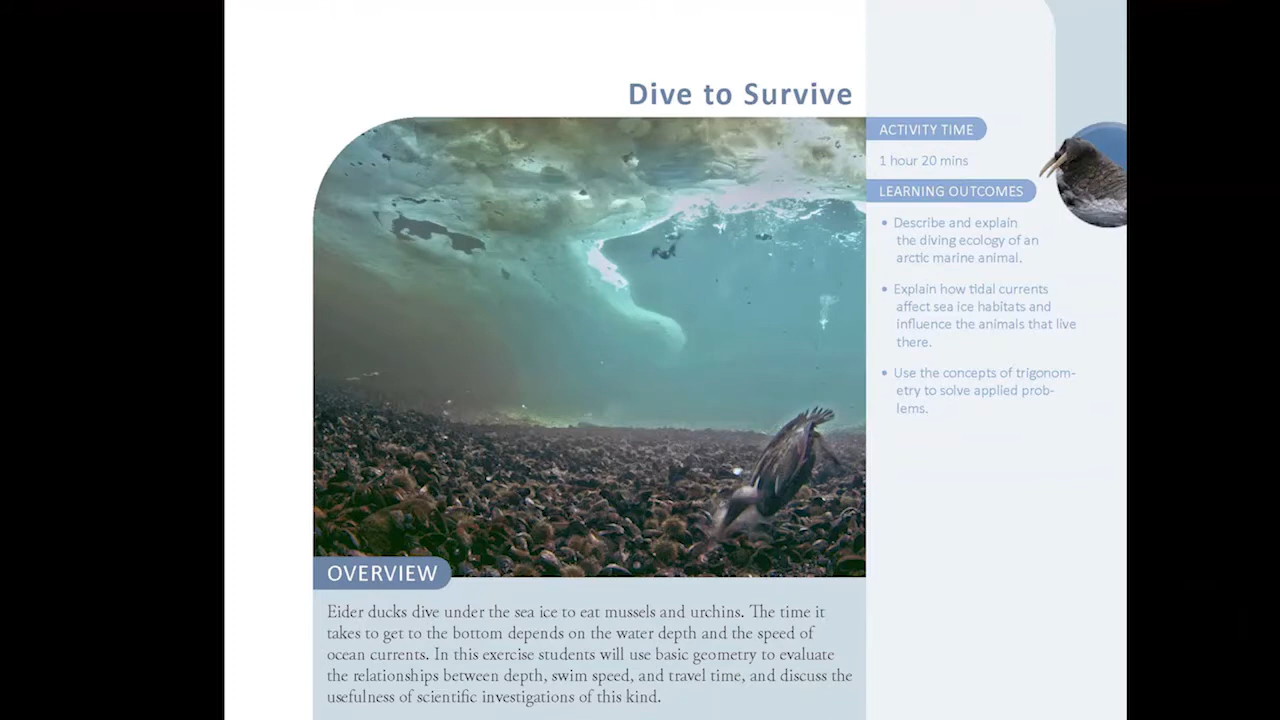 Dive to Survive
ACTIVITY TIME
1 hour 20 mins
LEARNING OUTCOMES
• Describe and explain
the diving ecology of an
arctic marine animal.
• Explain how tidal currents
affect sea ice habitats and
influence the animals that live
there.
• Use the concepts of trigonom-
etry to solve applied prob-
lems.
OVERVIEW
Eider ducks dive under the sea ice to eat mussels and urchins. The time it
takes to get to the bottom depends on the water depth and the speed of
ocean currents. In this exercise students will use basic geometry to evaluate
the relationships between depth, swim speed, and travel time, and discuss the
usefulness of scientific investigations of this kind.